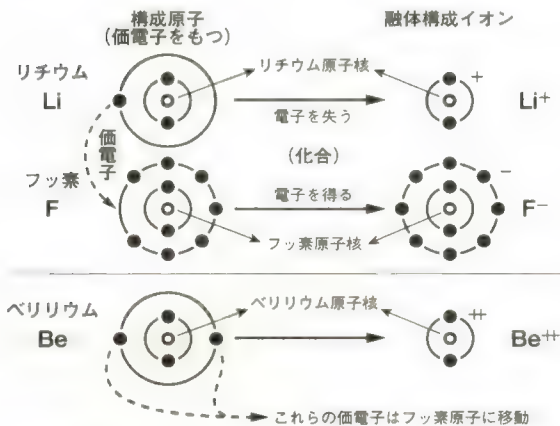 構成原子
(価電子をもつ)
融体構成イオン
リチウム
Li
リチウム原子核
電子を失う
+
Li⁺
価電子
(化合)
フッ素
F
電子を得る
フッ素原子核
−
F⁻
ベリリウム
Be
ベリリウム原子核
++
Be⁺⁺
これらの価電子はフッ素原子に移動